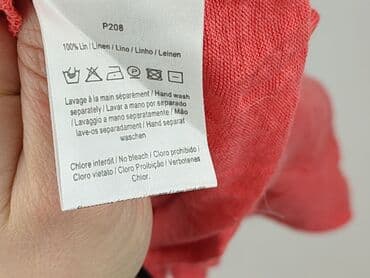 P208
100% Lin / Linen / Lino / Linho / Leinen
Lavage à la main séparément / Hand wash
separately / Lavar a mano por separado
/ Lavaggio a mano separatamente / Mão
lave-os separadament / Hand separat
waschen
Chlore interdit / No bleach / Cloro prohibido /
Cloro vietato / Cloro Proibição / Verbotenes
Chlor.